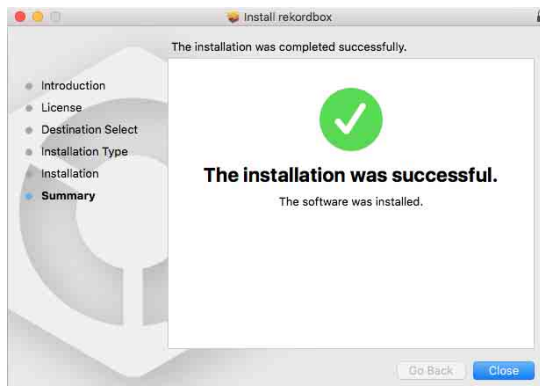 Install rekordbox
The installation was completed successfully.
Introduction
License
Destination Select
Installation Type
Installation
Summary
The installation was successful.
The software was installed.
Go Back
Close